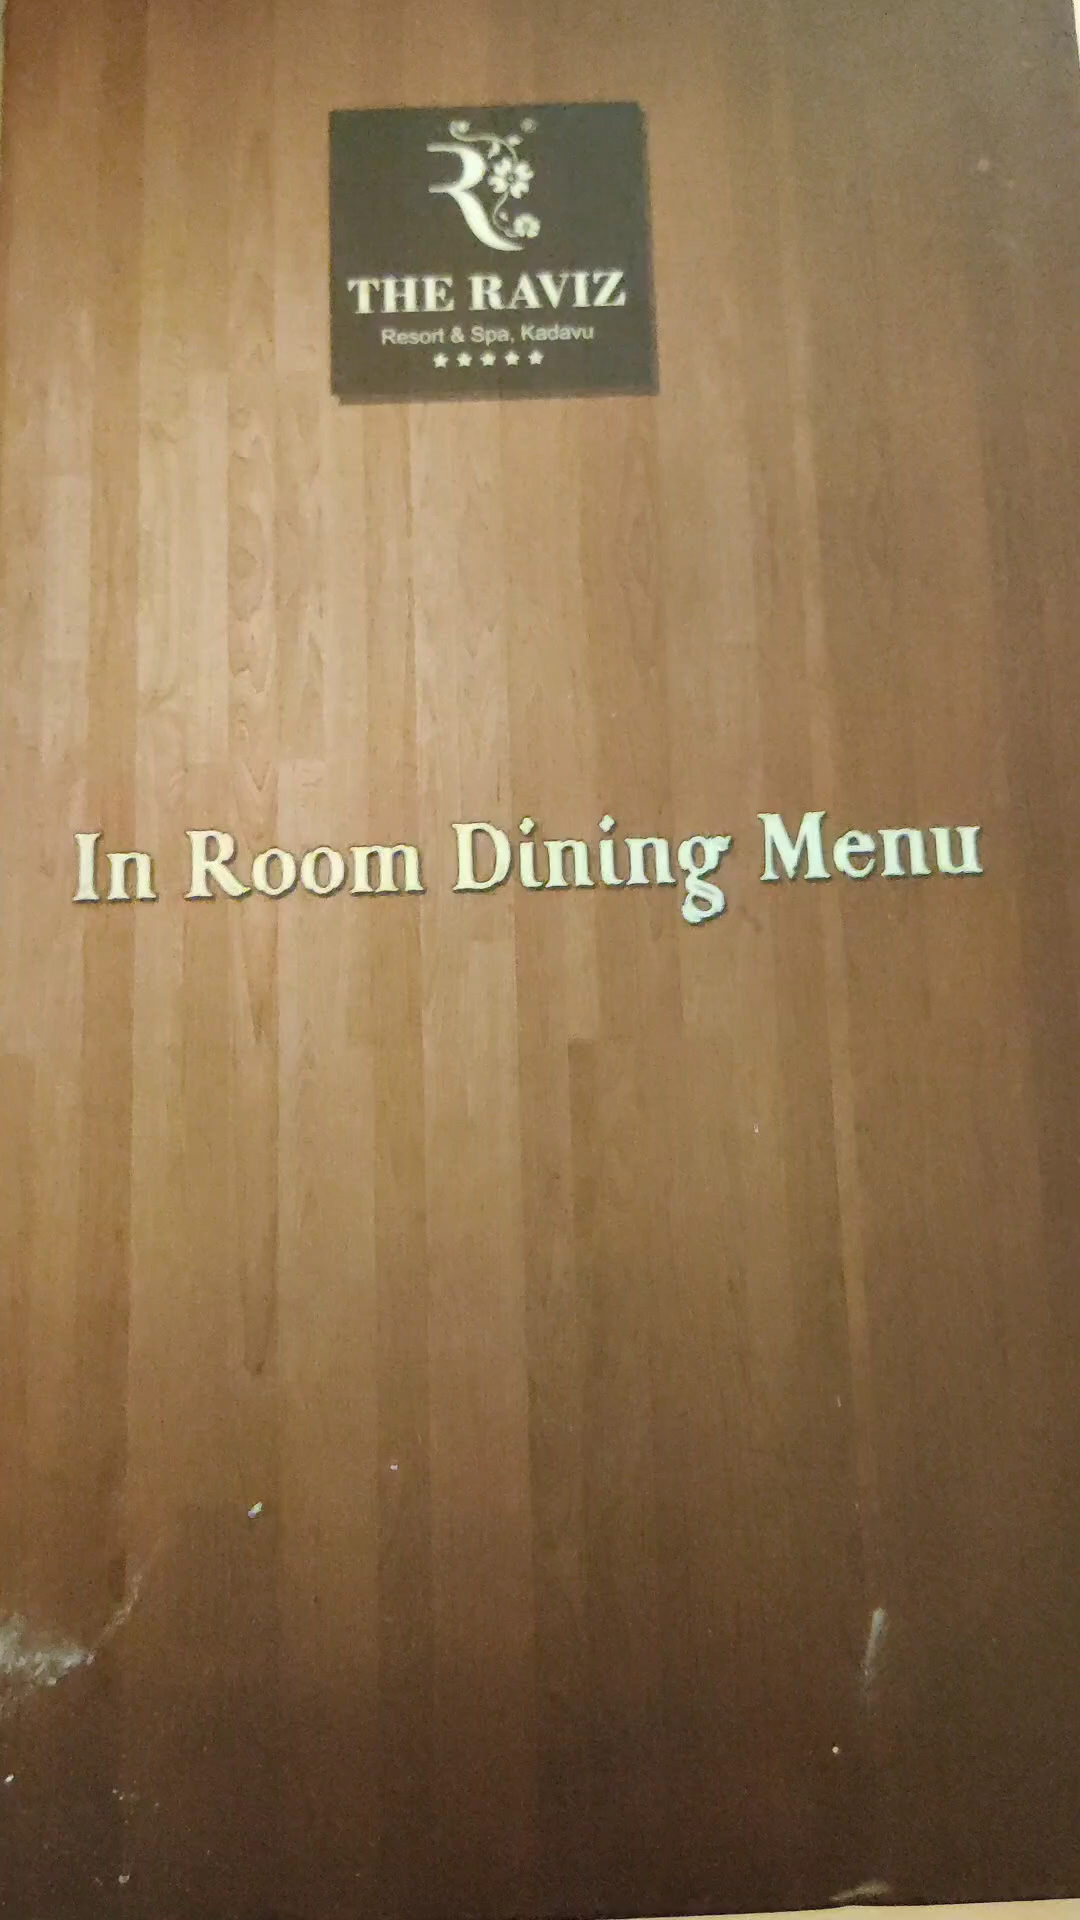 THE RAVIZ
Resort & Spa, Kadavu
In Room Dining Menu